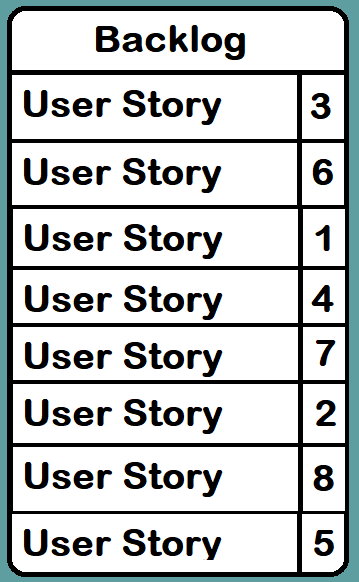 Backlog
User Story 3
User Story 6
User Story 1
User Story 4
User Story 7
User Story 2
User Story 8
User Story 5